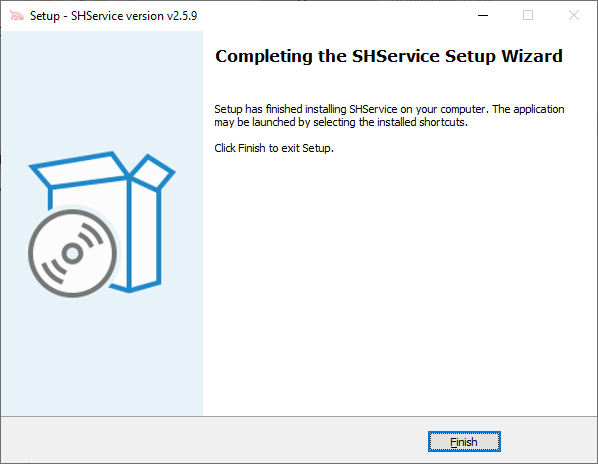 Setup - SHService version v2.5.9
Completing the SHService Setup Wizard
Setup has finished installing SHService on your computer. The application
may be launched by selecting the installed shortcuts.
Click Finish to exit Setup.
Finish